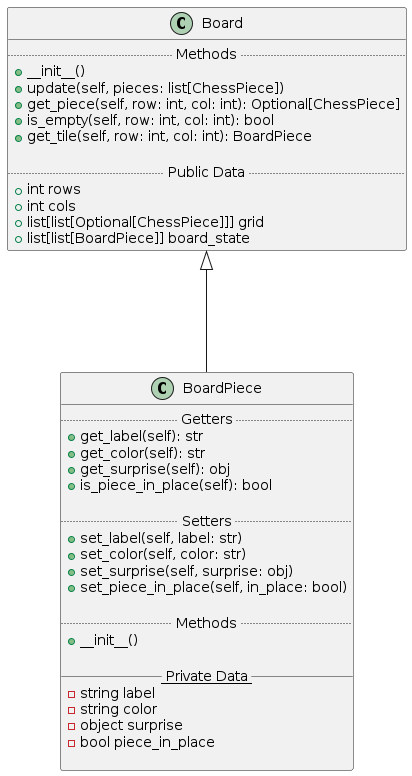 C Board
Methods
__init__()
update(self, pieces: list[ChessPiece])
get_piece(self, row: int, col: int): Optional[ChessPiece]
is_empty(self, row: int, col: int): bool
get_tile(self, row: int, col: int): BoardPiece
Public Data
int rows
int cols
list[list[Optional[ChessPiece]]] grid
list[list[BoardPiece]] board_state
C BoardPiece
Getters
get_label(self): str
get_color(self): str
get_surprise(self): obj
is_piece_in_place(self): bool
Setters
set_label(self, label: str)
set_color(self, color: str)
set_surprise(self, surprise: obj)
set_piece_in_place(self, in_place: bool)
Methods
__init__()
Private Data
string label
string color
object surprise
bool piece_in_place